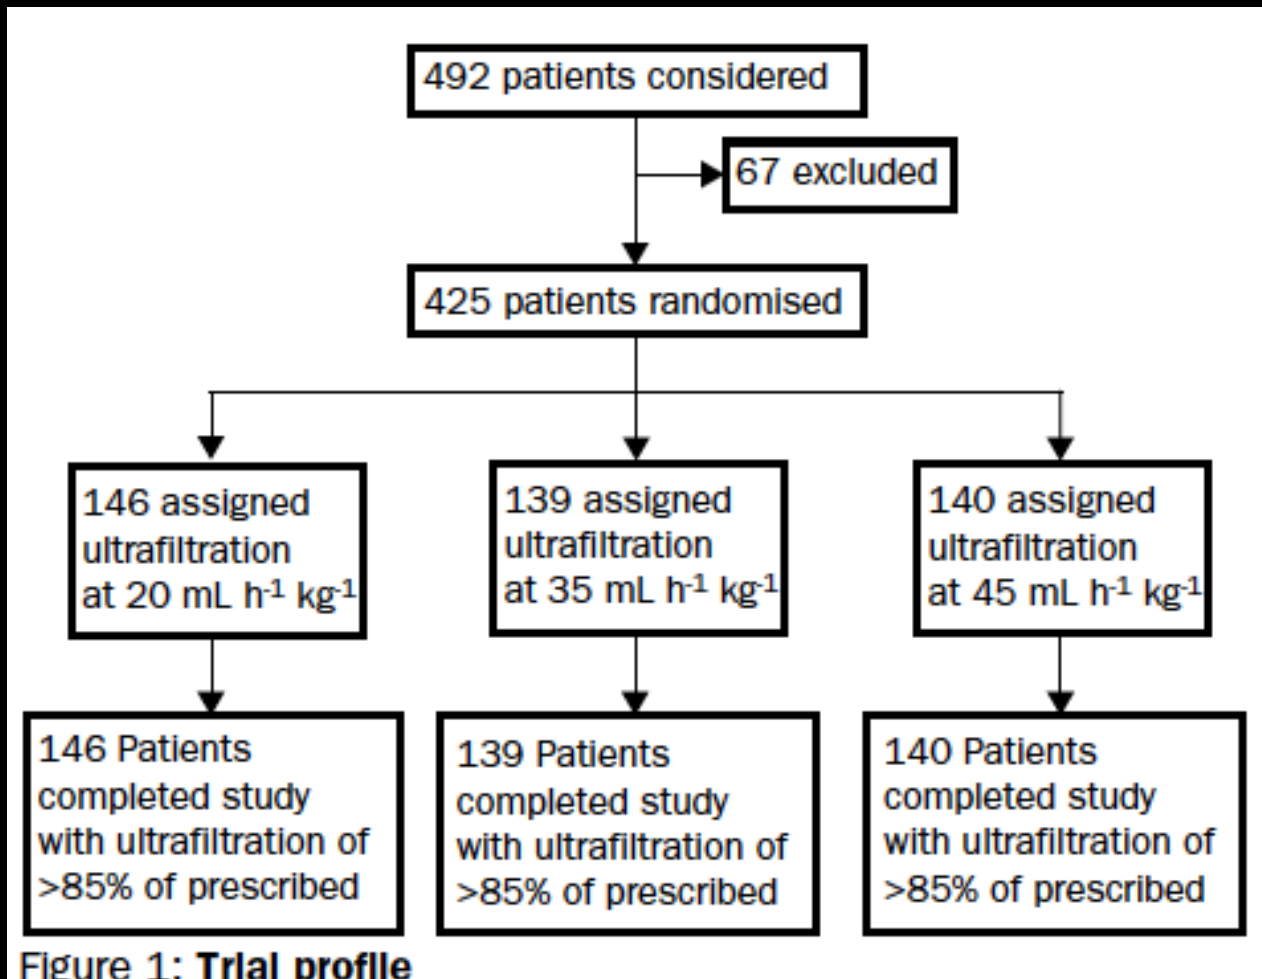 492 patients considered
67 excluded
425 patients randomised
146 assigned
ultrafiltration
at 20 mL h⁻¹ kg⁻¹
139 assigned
ultrafiltration
at 35 mL h⁻¹ kg⁻¹
140 assigned
ultrafiltration
at 45 mL h⁻¹ kg⁻¹
146 Patients
completed study
with ultrafiltration of
>85% of prescribed
139 Patients
completed study
with ultrafiltration of
>85% of prescribed
140 Patients
completed study
with ultrafiltration of
>85% of prescribed
Figure 1: Trial profile